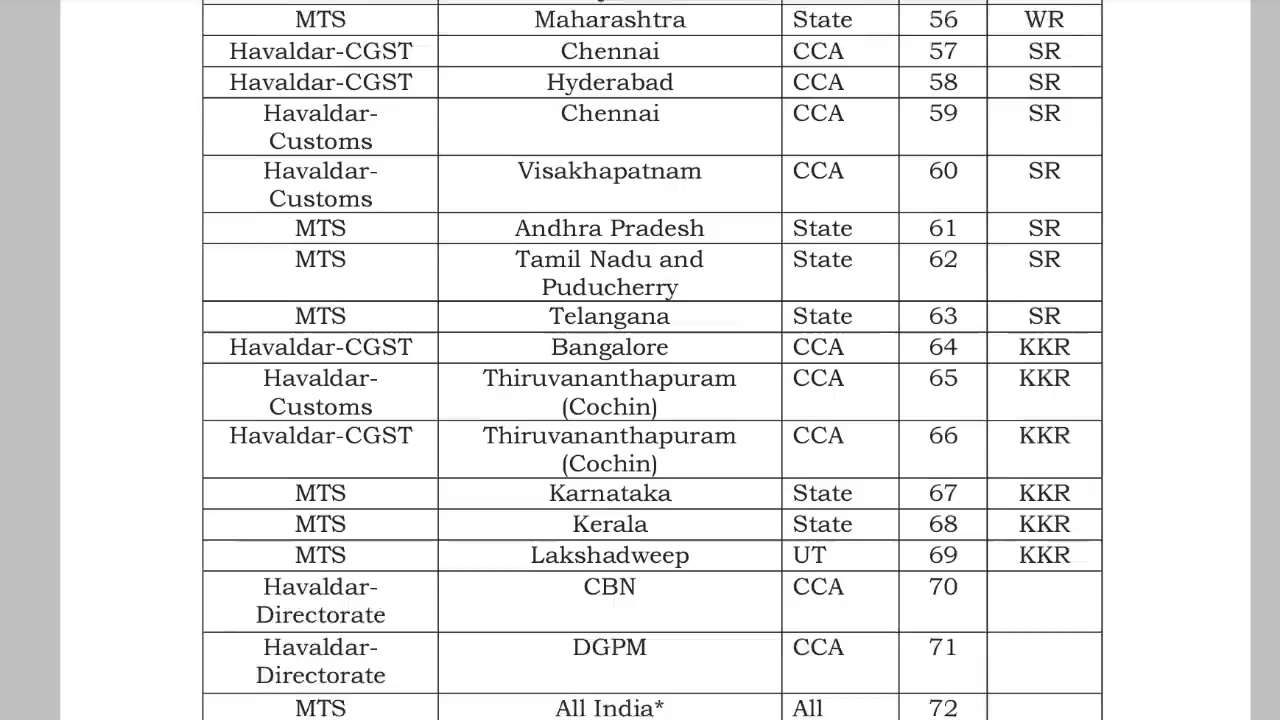 MTS Maharashtra State 56 WR
Havaldar-CGST Chennai CCA 57 SR
Havaldar-CGST Hyderabad CCA 58 SR
Havaldar- Chennai CCA 59 SR
Customs
Havaldar- Visakhapatnam CCA 60 SR
Customs
MTS Andhra Pradesh State 61 SR
MTS Tamil Nadu and State 62 SR
Puducherry
MTS Telangana State 63 SR
Havaldar-CGST Bangalore CCA 64 KKR
Havaldar- Thiruvananthapuram CCA 65 KKR
Customs (Cochin)
Havaldar-CGST Thiruvananthapuram CCA 66 KKR
(Cochin)
MTS Karnataka State 67 KKR
MTS Kerala State 68 KKR
MTS Lakshadweep UT 69 KKR
Havaldar- CBN CCA 70
Directorate
Havaldar- DGPM CCA 71
Directorate
MTS All India* All 72